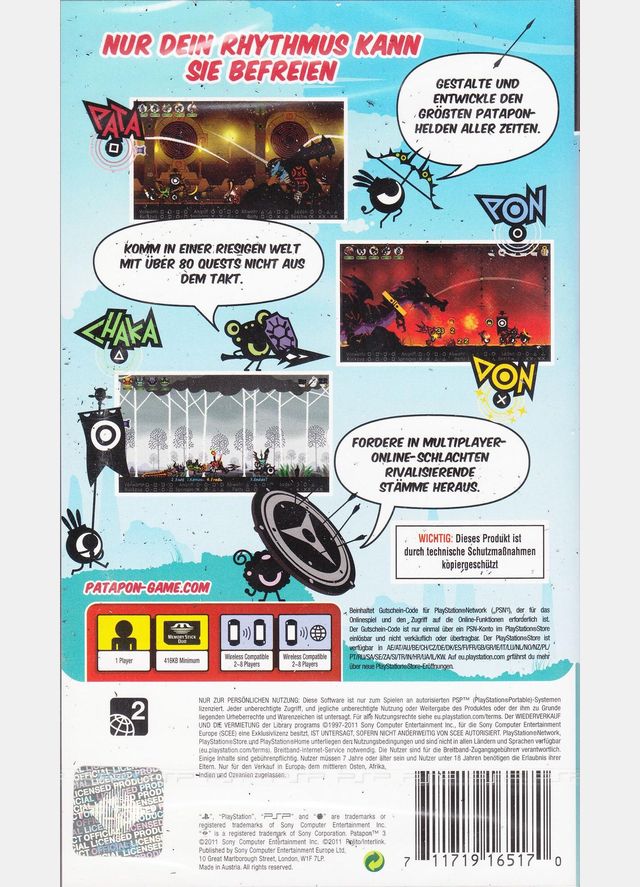 NUR DEIN RHYTHMUS KANN
SIE BEFREIEN
GESTALTE UND
ENTWICKLE DEN
GRÖßTEN PATAPON-
HELDEN ALLER ZEITEN.
PATA
PON
KOMM IN EINER RIESIGEN WELT
MIT ÜBER 80 QUESTS NICHT AUS
DEM TAKT.
CHAKA
DON
FORDERE IN MULTIPLAYER-
ONLINE-SCHLACHTEN
RIVALISIERENDE
STÄMME HERAUS.
WICHTIG: Dieses Produkt ist
durch technische Schutzmaßnahmen
kopiergeschützt
PATAPON-GAME.COM
1 Player
MEMORY STICK
DUO
416KB Minimum
Wireless Compatible
2-8 Players
Wireless Compatible
2-8 Players
Beinhaltet Gutschein-Code für PlayStation®Network („PSN“), der für das
Onlinespiel und den Zugriff auf die Online-Funktionen erforderlich ist.
Der Gutschein-Code ist nur einmal über ein PSN-Konto im PlayStation®Store
einlösbar und nicht verkäuflich oder übertragbar. Der PlayStation®Store ist
verfügbar in AE/AT/AU/BE/CH/CZ/DE/DK/ES/FI/FR/GB/GR/IE/IT/LU/NL/NO/NZ/PL/
PT/RU/SA/SE/ZA/SI/TR/IN/HR/UA/IL/KW. Auf eu.playstation.com erfährst du mehr
über neue PlayStation®Store-Eröffnungen.
2
NUR ZUR PERSÖNLICHEN NUTZUNG: Diese Software ist nur zum Spielen an autorisierten PSP™ (PlayStation®Portable)-Systemen
lizenziert. Jeder unberechtigte Zugriff, und jegliche unberechtigte Nutzung oder Weitergabe des Produktes oder der ihm zu Grunde
liegenden Urheberrechte und Warenzeichen ist untersagt. Für alle Nutzungsrechte siehe eu.playstation.com/terms. Der WIEDERVERKAUF
UND DIE VERMIETUNG der Library programs ©1997-2011 Sony Computer Entertainment Inc., für die Sony Computer Entertainment
Europe (SCEE) eine Exklusivlizenz besitzt, IST UNTERSAGT, SOFERN NICHT ANDERWEITIG VON SCEE AUTORISIERT. PlayStation®Network,
PlayStation®Store und PlayStation®Home unterliegen den Nutzungsbedingungen und sind nicht in allen Ländern und Sprachen verfügbar
(eu.playstation.com/terms). Breitband-Internet-Service notwendig. Die Nutzer sind für die Breitband-Zugangsgebühren verantwortlich.
Einige Inhalte sind gebührenpflichtig. Nutzer müssen 7 Jahre oder älter sein und Nutzer unter 18 Jahren benötigen die Erlaubnis ihrer
Eltern. Nur für den Verkauf in Europa, dem mittleren Osten, Afrika,
Indien und Ozeanien zugelassen.
OFFICIAL LICENSED PRODUCT
"PlayStation", "PSP" and are trademarks or
registered trademarks of Sony Computer Entertainment Inc.
is a registered trademark of Sony Corporation. Patapon™ 3
©2011 Sony Computer Entertainment Inc. ©2011 Pyjito/Interlink.
Published by Sony Computer Entertainment Europe Ltd,
10 Great Marlborough Street, London, W1F 7LP.
Made in Austria. All rights reserved.
7 11719 16517 0